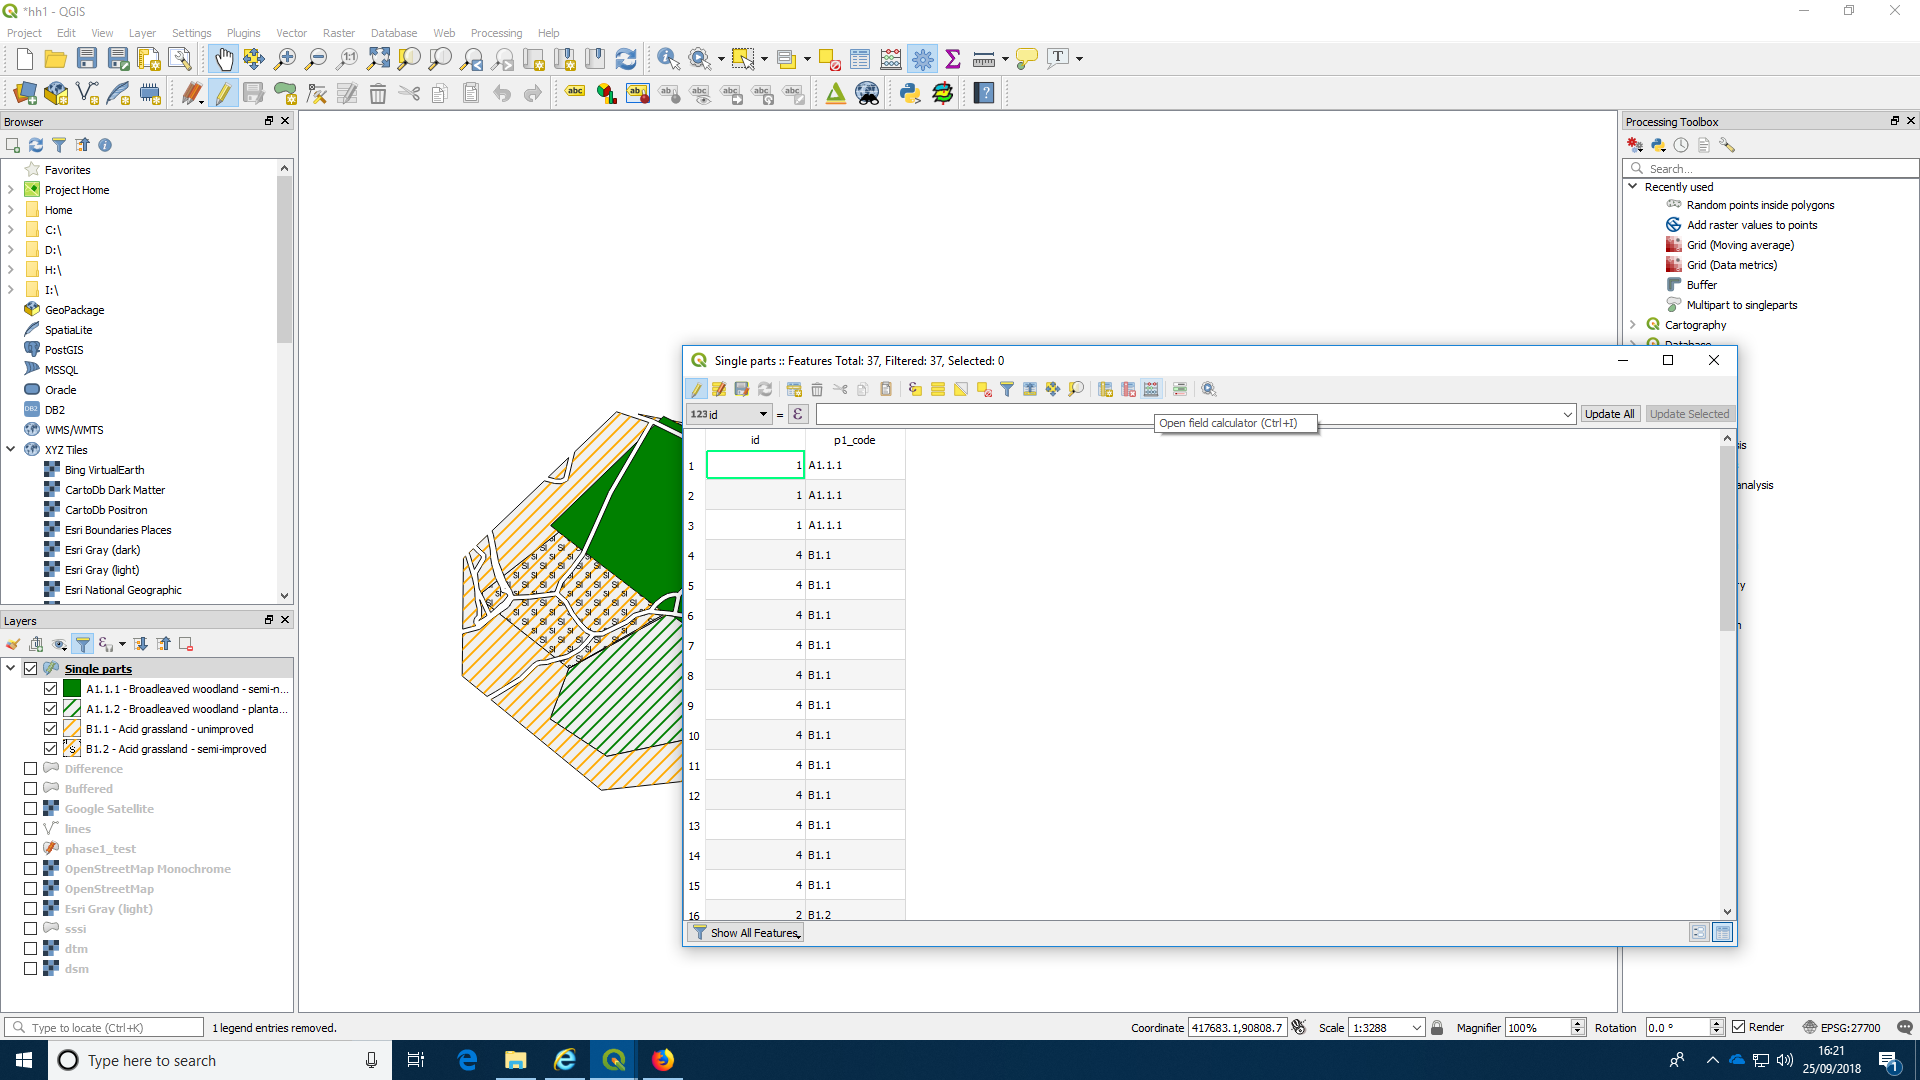 *hh1 - QGIS
Project Edit View Layer Settings Plugins Vector Raster Database Web Processing Help
Browser
Favorites
Project Home
Home
C:\
D:\
H:\
I:\
GeoPackage
SpatiaLite
PostGIS
MSSQL
Oracle
DB2
WMS/WMTS
XYZ Tiles
Bing VirtualEarth
CartoDb Dark Matter
CartoDb Positron
Esri Boundaries Places
Esri Gray (dark)
Esri Gray (light)
Esri National Geographic
Layers
Single parts
A1.1.1 - Broadleaved woodland - semi-n...
A1.1.2 - Broadleaved woodland - planta...
B1.1 - Acid grassland - unimproved
B1.2 - Acid grassland - semi-improved
Difference
Buffered
Google Satellite
lines
phase1_test
OpenStreetMap Monochrome
OpenStreetMap
Esri Gray (light)
sssi
dtm
dsm
Processing Toolbox
Search...
Recently used
Random points inside polygons
Add raster values to points
Grid (Moving average)
Grid (Data metrics)
Buffer
Multipart to singleparts
Cartography
Single parts :: Features Total: 37, Filtered: 37, Selected: 0
123 id = ε Update All Update Selected
Open field calculator (Ctrl+I)
id p1_code
1 1 A1.1.1
2 1 A1.1.1
3 1 A1.1.1
4 4 B1.1
5 4 B1.1
6 4 B1.1
7 4 B1.1
8 4 B1.1
9 4 B1.1
10 4 B1.1
11 4 B1.1
12 4 B1.1
13 4 B1.1
14 4 B1.1
15 4 B1.1
16 2 B1.2
Show All Features
analysis
Type to locate (Ctrl+K) 1 legend entries removed. Coordinate 417683.1,90808.7 Scale 1:3288 Magnifier 100% Rotation 0.0 ° Render EPSG:27700
Type here to search
16:21
25/09/2018